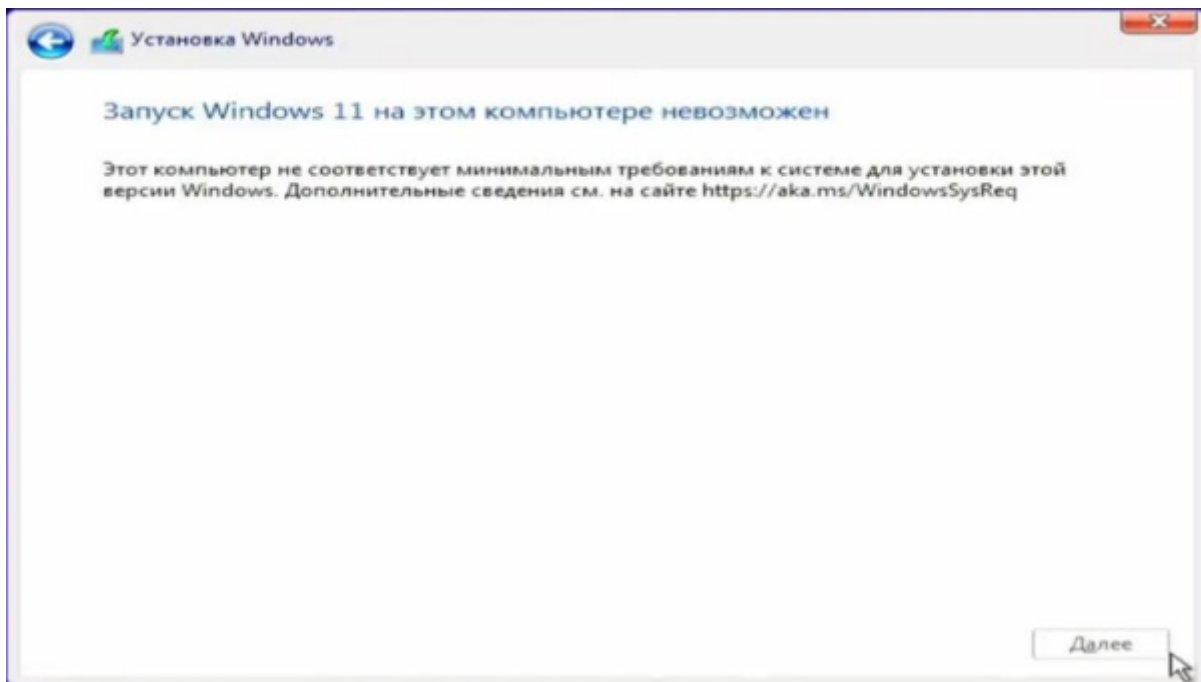 Установка Windows
Запуск Windows 11 на этом компьютере невозможен
Этот компьютер не соответствует минимальным требованиям к системе для установки этой
версии Windows. Дополнительные сведения см. на сайте https://aka.ms/WindowsSysReq
Далее